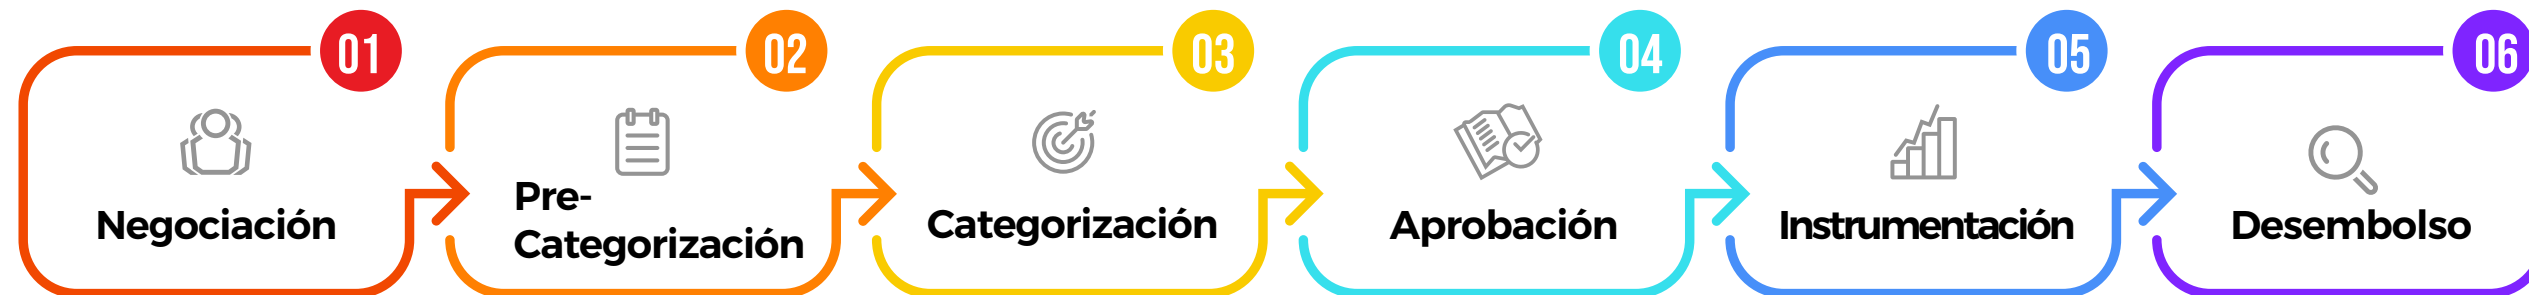 01
Negociación
02
Pre-
Categorización
03
Categorización
04
Aprobación
05
Instrumentación
06
Desembolso